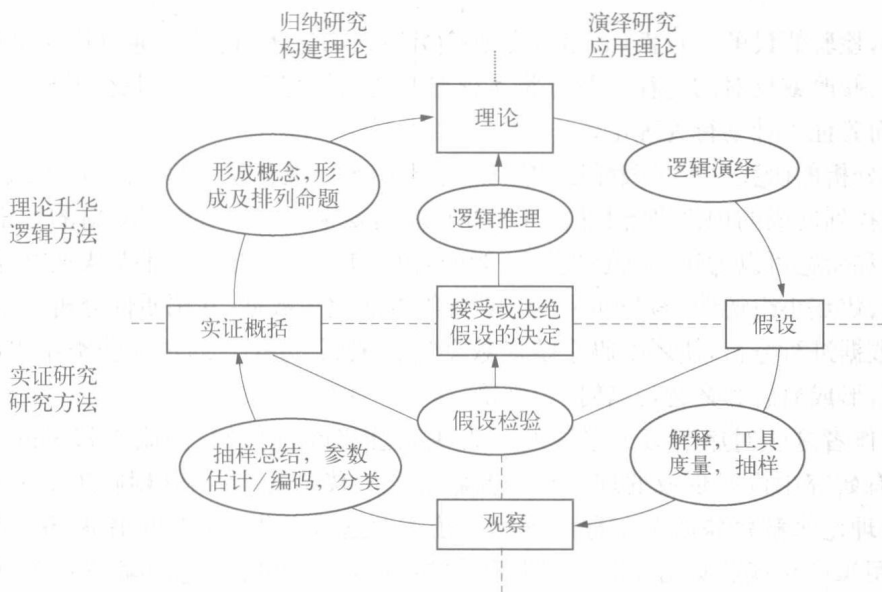 归纳研究
构建理论
演绎研究
应用理论
理论
形成概念,形
成及排列命题
逻辑演绎
理论升华
逻辑方法
逻辑推理
实证概括
接受或决绝
假设的决定
假设
实证研究
研究方法
假设检验
抽样总结,参数
估计/编码,分类
解释,工具
度量,抽样
观察